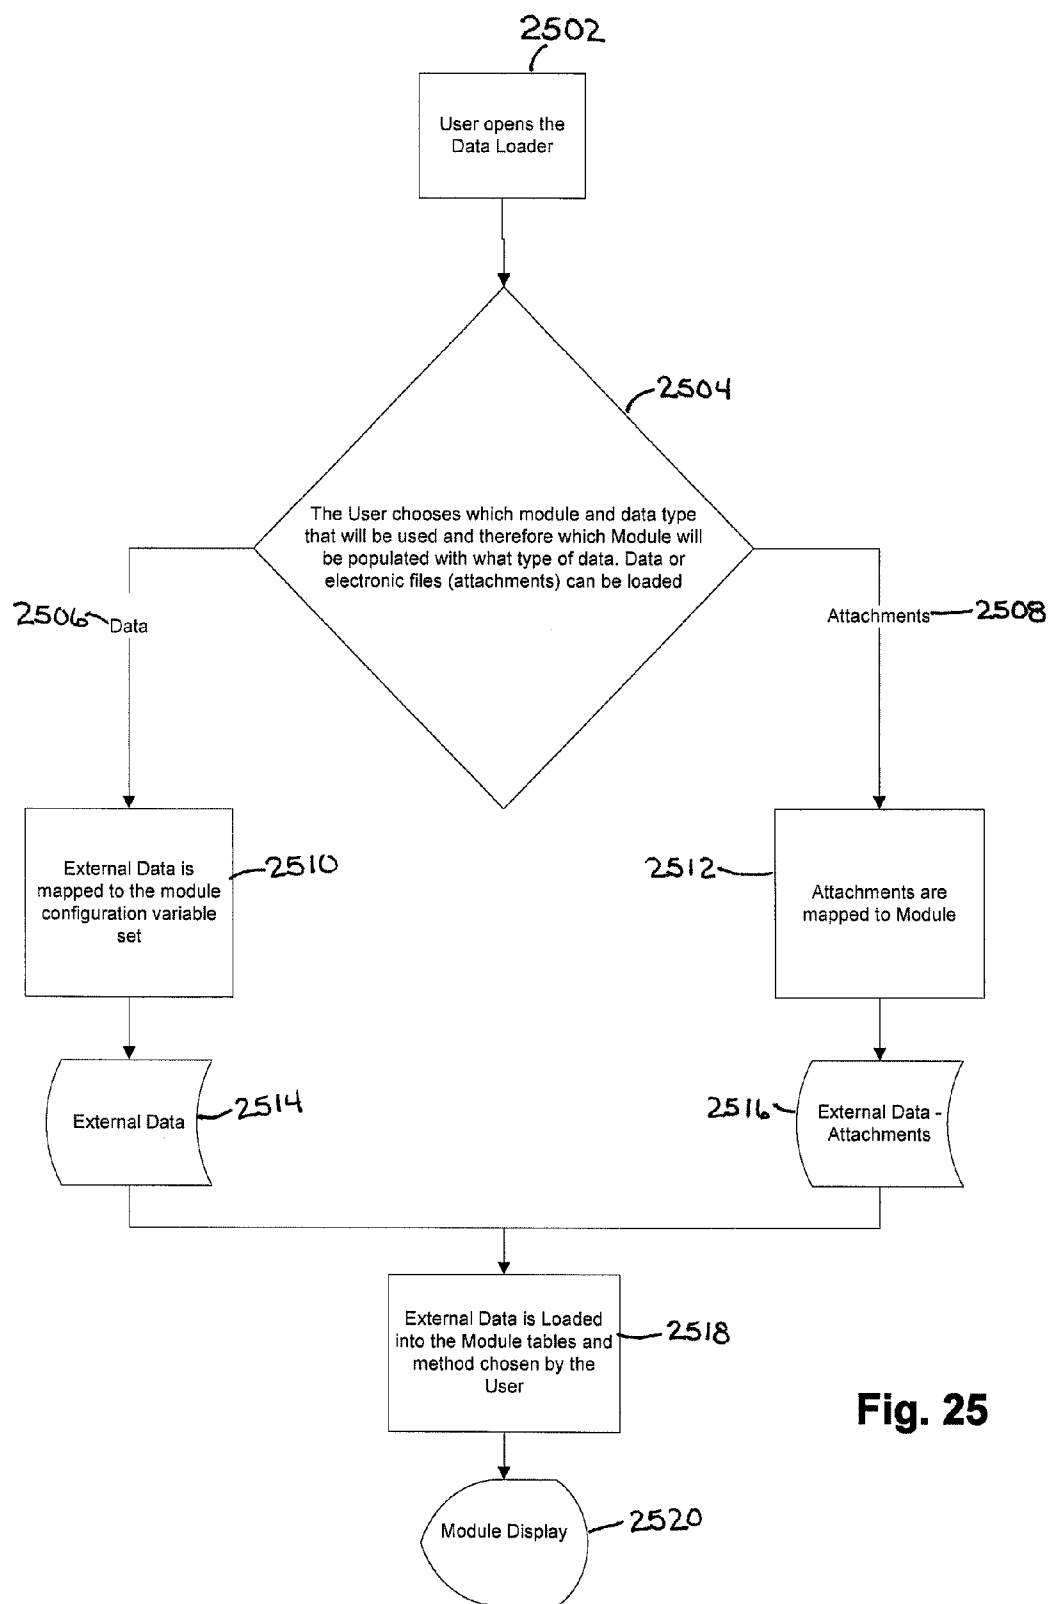 2502
User opens the
Data Loader
2504
The User chooses which module and data type
that will be used and therefore which Module will
be populated with what type of data. Data or
electronic files (attachments) can be loaded
2506
Data
Attachments
2508
External Data is
mapped to the module
configuration variable
set
2510
2512
Attachments are
mapped to Module
External Data
2514
2516
External Data -
Attachments
External Data is Loaded
into the Module tables and
method chosen by the
User
2518
Fig. 25
Module Display
2520